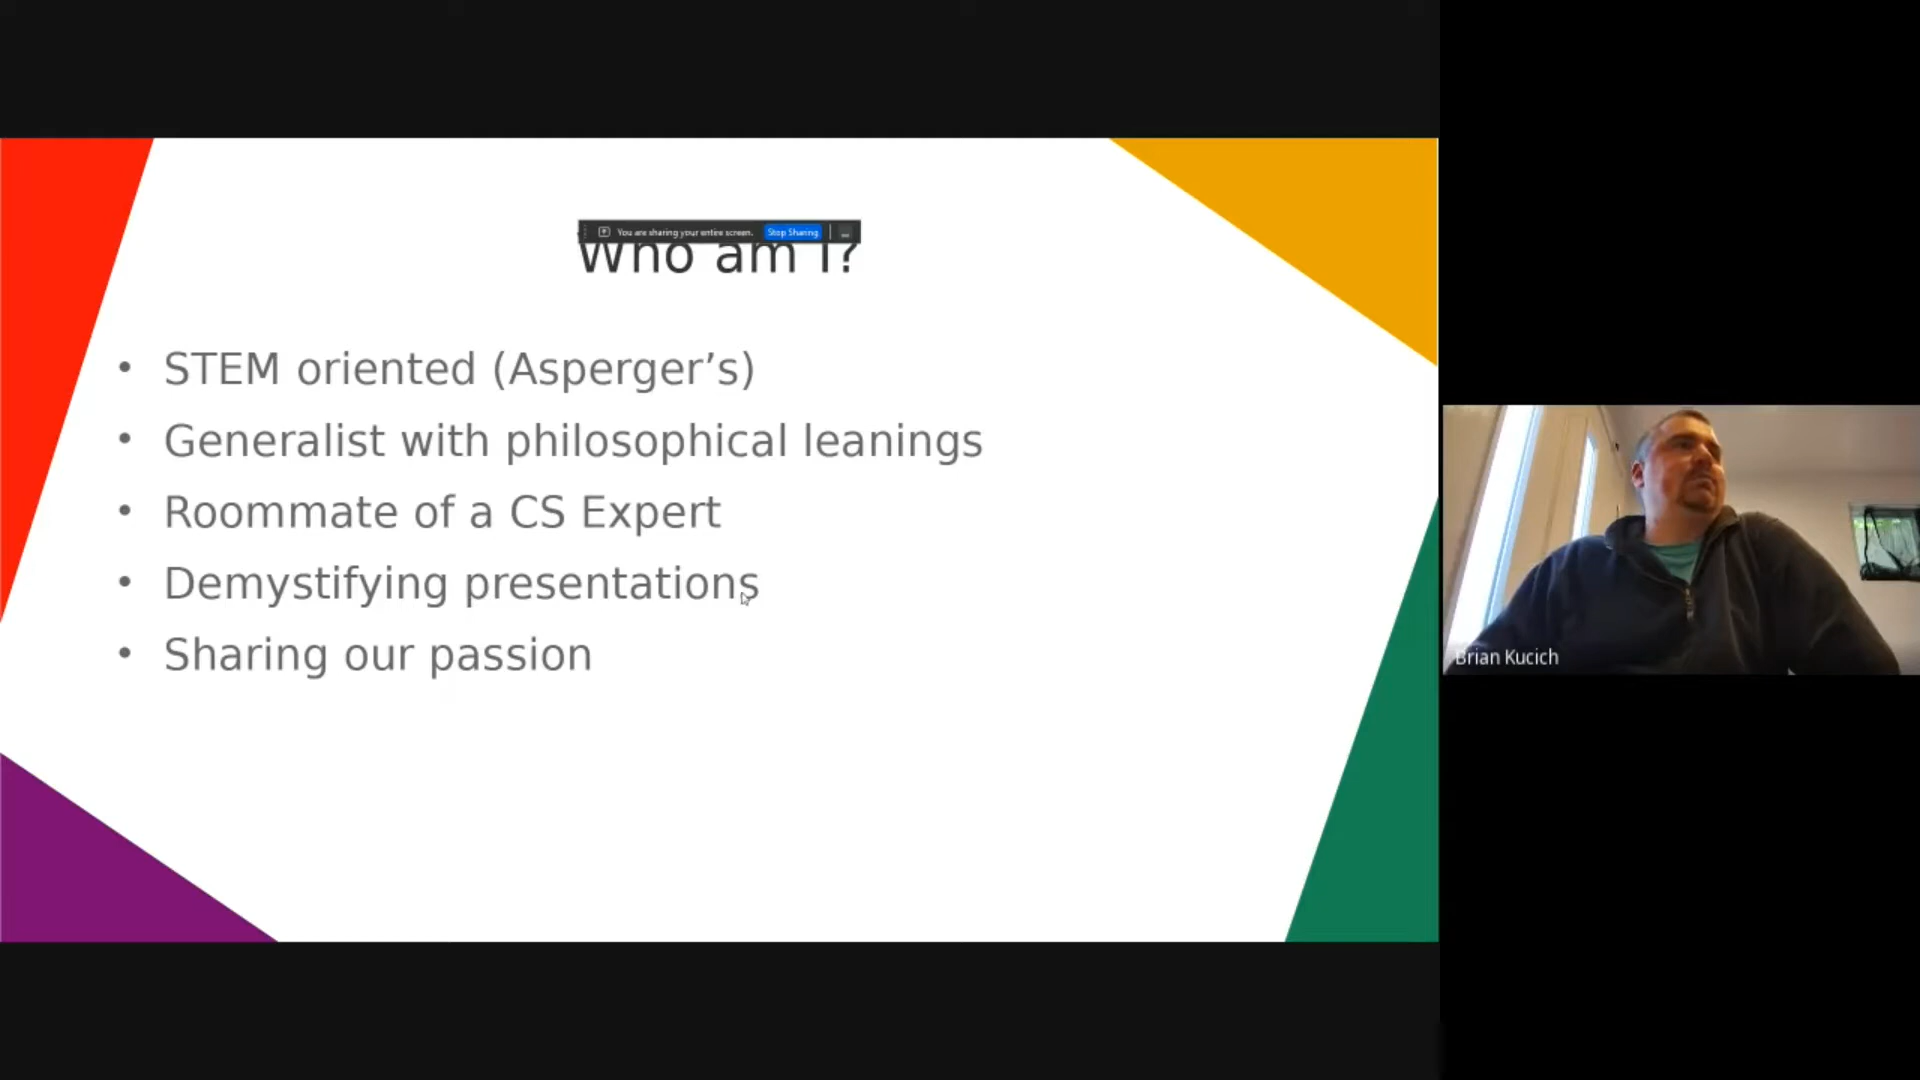 You are sharing your entire screen. Stop Sharing
Who am I?
• STEM oriented (Asperger’s)
• Generalist with philosophical leanings
• Roommate of a CS Expert
• Demystifying presentations
• Sharing our passion
Brian Kucich